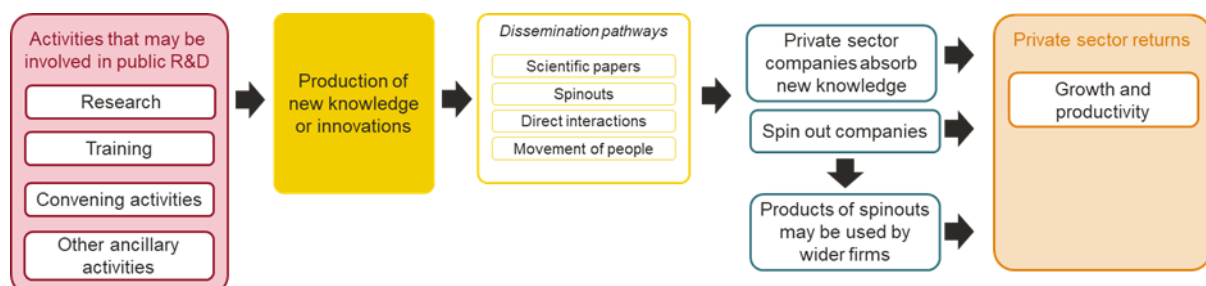 Activities that may be
involved in public R&D
Research
Training
Convening activities
Other ancillary
activities
Production of
new knowledge
or innovations
Dissemination pathways
Scientific papers
Spinouts
Direct interactions
Movement of people
Private sector
companies absorb
new knowledge
Spin out companies
Products of spinouts
may be used by
wider firms
Private sector returns
Growth and
productivity